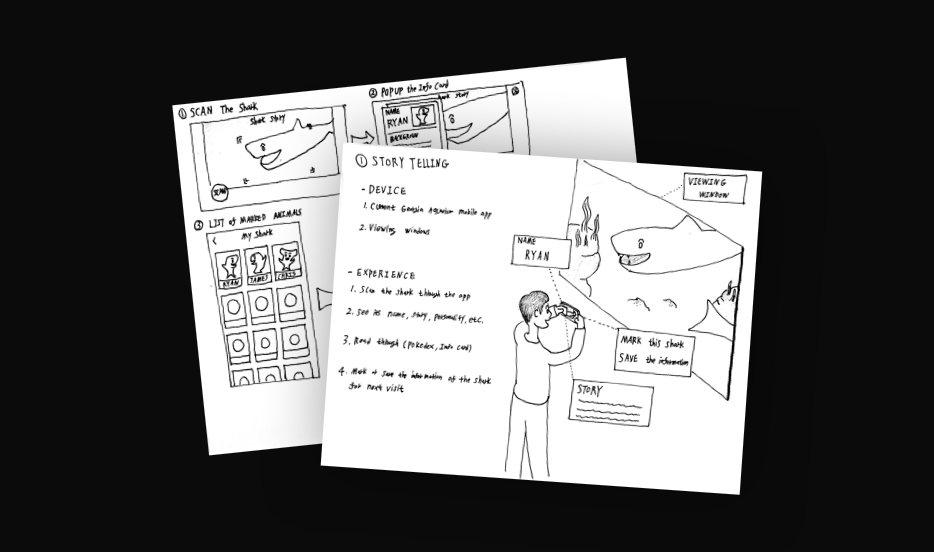 ① SCAN The Shark
Shark story
SCAN
② POPUP the Info Card
NAME
RYAN
BACKGROUND
③ LIST of MARKED ANIMALS
<
My Shark
RYAN
JAMES
CHRIS
① STORY TELLING
- DEVICE
1. Current Georgia Aquarium mobile app
2. Viewing windows
- EXPERIENCE
1. Scan the shark through the app
2. See its name, story, personality, etc.
3. Read through (Pokedex, Info card)
4. Mark or save the information of the shark
for next visit
VIEWING
WINDOW
NAME
RYAN
MARK this shark
SAVE the information
STORY